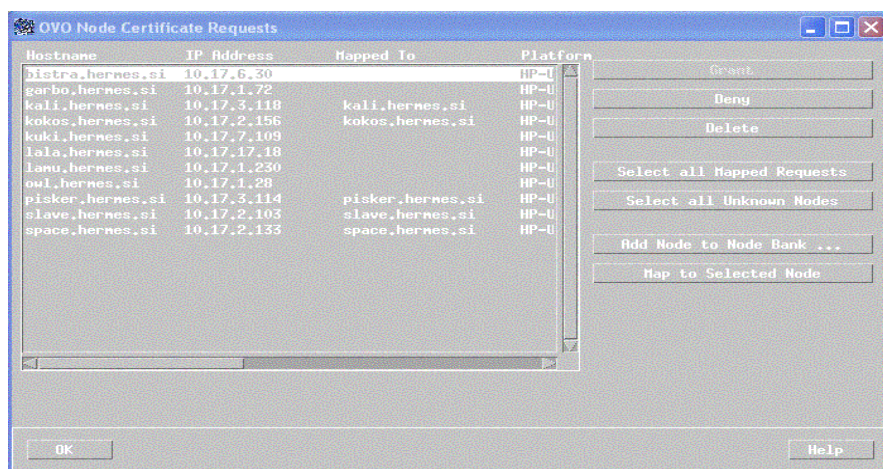 OVO Node Certificate Requests
Hostname IP Address Mapped To Platform
bistra.hermes.si 10.17.6.30 HP-U
garbo.hermes.si 10.17.1.72 HP-U
kali.hermes.si 10.17.3.118 kali.hermes.si HP-U
kokos.hermes.si 10.17.2.156 kokos.hermes.si HP-U
kuki.hermes.si 10.17.7.109 HP-U
lala.hermes.si 10.17.17.18 HP-U
lamu.hermes.si 10.17.1.230 HP-U
owl.hermes.si 10.17.1.28 HP-U
pisker.hermes.si 10.17.3.114 pisker.hermes.si HP-U
slave.hermes.si 10.17.2.103 slave.hermes.si HP-U
space.hermes.si 10.17.2.133 space.hermes.si HP-U
Grant
Deny
Delete
Select all Mapped Requests
Select all Unknown Nodes
Add Node to Node Bank ...
Map to Selected Node
OK Help